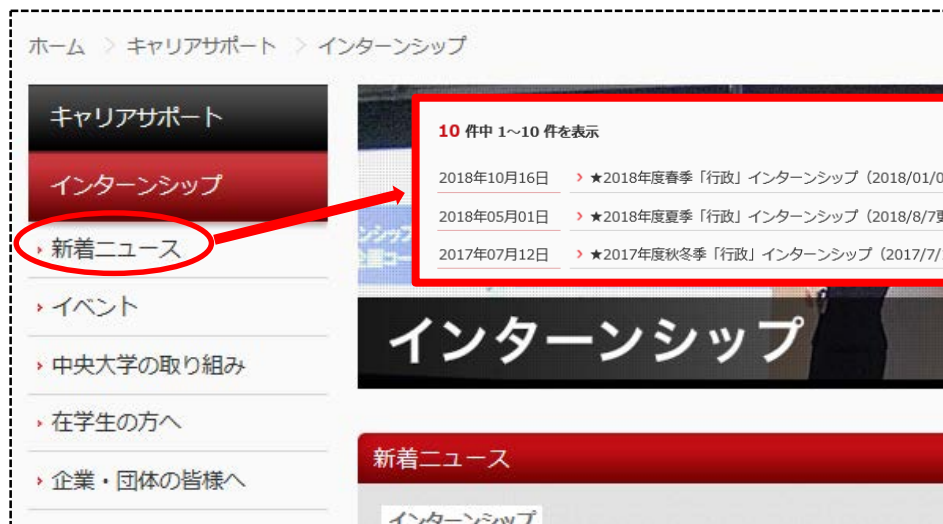 ホーム > キャリアサポート > インターンシップ
キャリアサポート
インターンシップ
新着ニュース
イベント
中央大学の取り組み
在学生の方へ
企業・団体の皆様へ
10 件中 1～10 件を表示
2018年10月16日 > ★2018年度春季「行政」インターンシップ（2018/01/0
2018年05月01日 > ★2018年度夏季「行政」インターンシップ（2018/8/7更
2017年07月12日 > ★2017年度秋冬季「行政」インターンシップ（2017/7/
インターンシップ
新着ニュース
インターンシップ